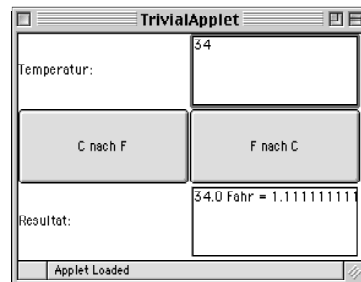 TrivialApplet
Temperatur:
34
C nach F
F nach C
Resultat:
34.0 Fahr = 1.111111111
Applet Loaded